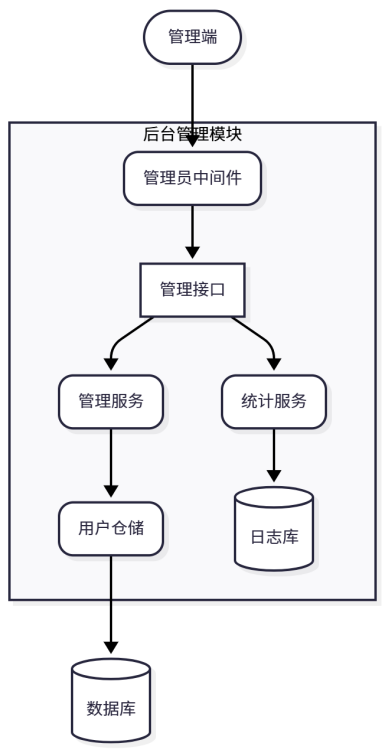 管理端
后台管理模块
管理员中间件
管理接口
管理服务
统计服务
用户仓储
日志库
数据库